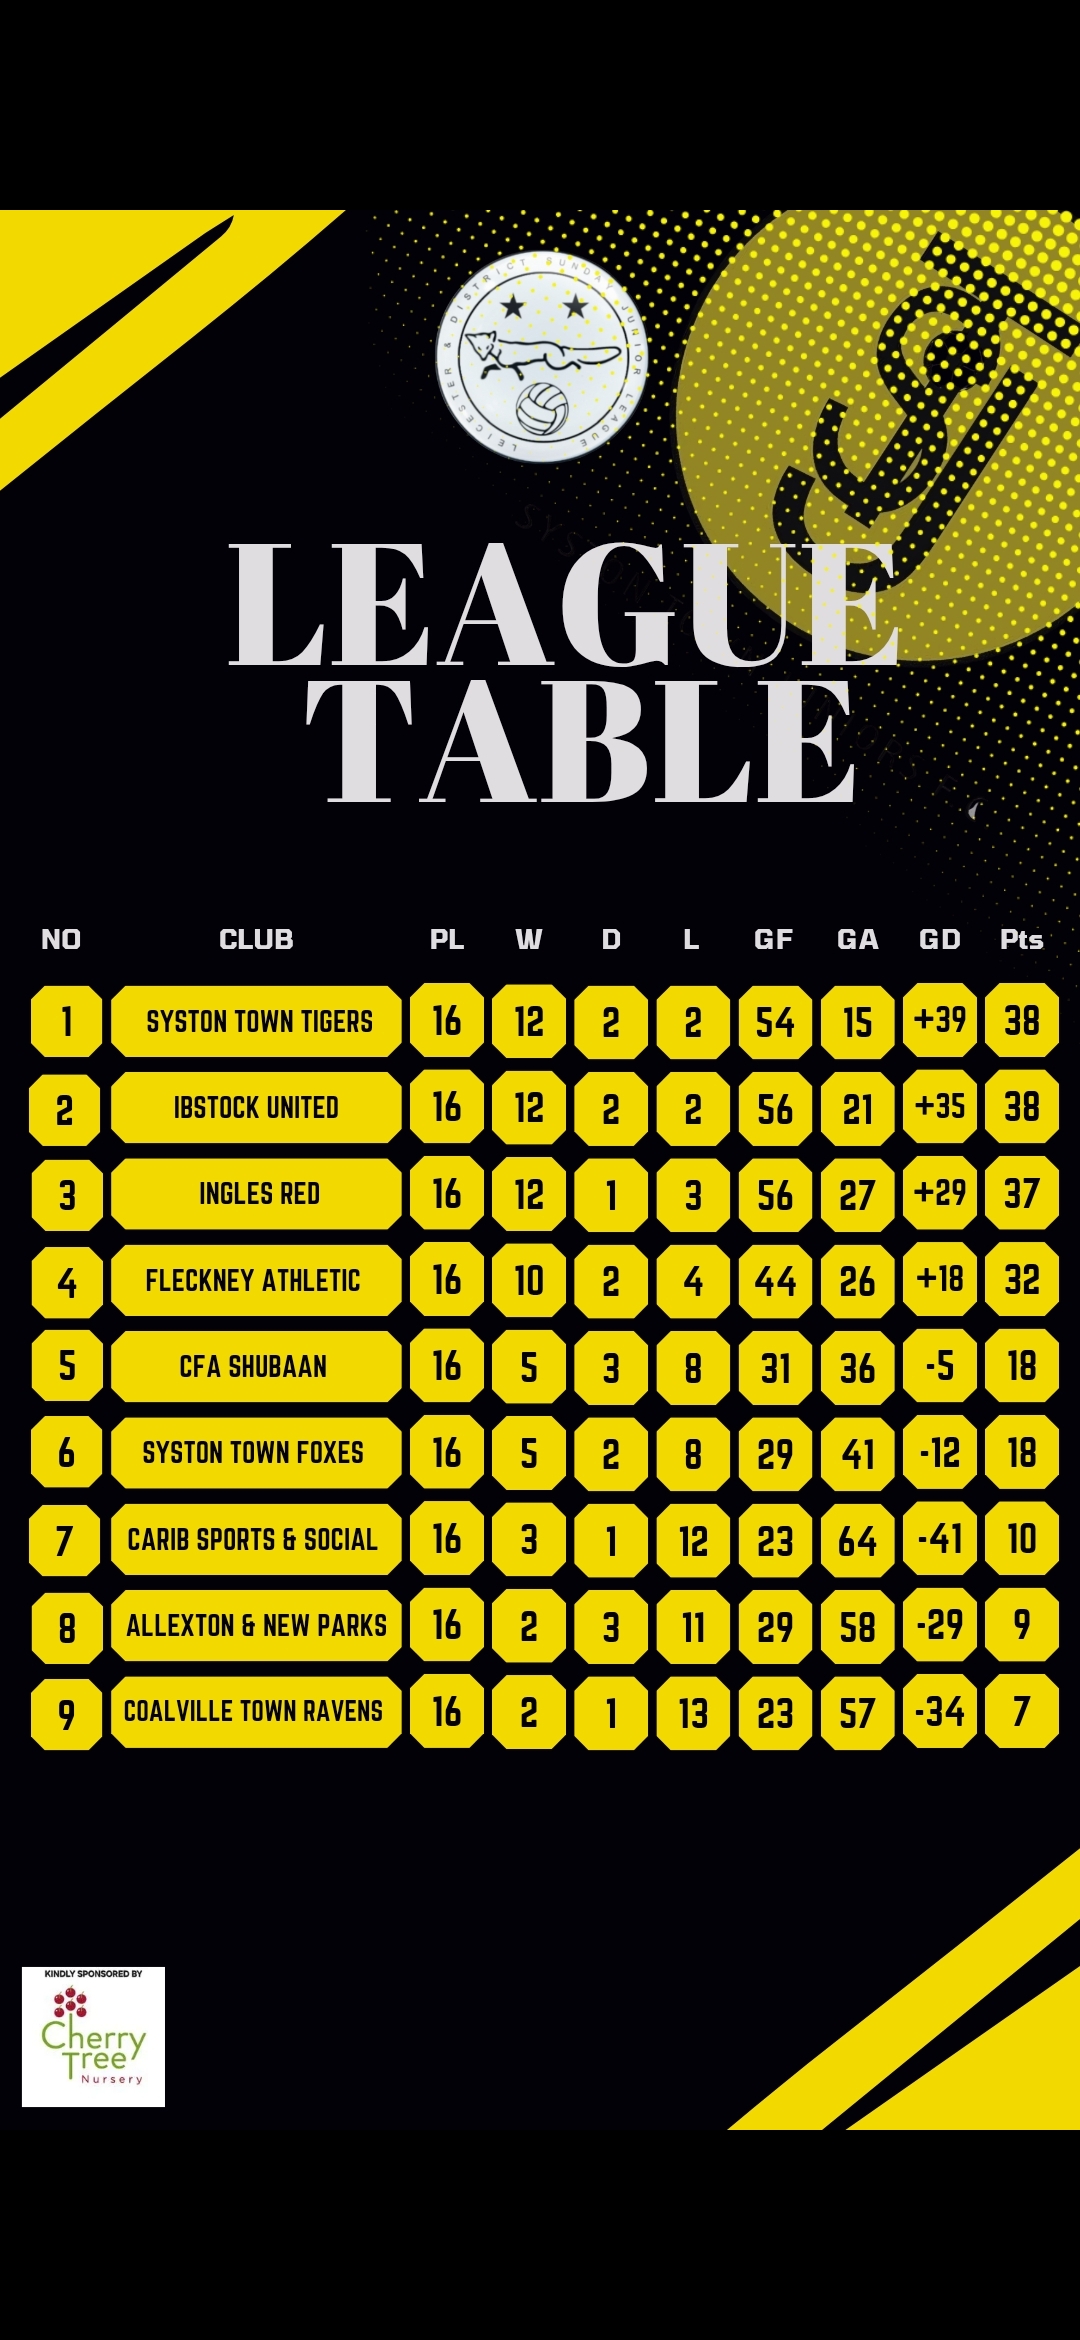 LEICESTER & DISTRICT SUNDAY JUNIOR LEAGUE
LEAGUE
TABLE
NO CLUB PL W D L GF GA GD Pts
1 SYSTON TOWN TIGERS 16 12 2 2 54 15 +39 38
2 IBSTOCK UNITED 16 12 2 2 56 21 +35 38
3 INGLES RED 16 12 1 3 56 27 +29 37
4 FLECKNEY ATHLETIC 16 10 2 4 44 26 +18 32
5 CFA SHUBAAN 16 5 3 8 31 36 -5 18
6 SYSTON TOWN FOXES 16 5 2 8 29 41 -12 18
7 CARIB SPORTS & SOCIAL 16 3 1 12 23 64 -41 10
8 ALLEXTON & NEW PARKS 16 2 3 11 29 58 -29 9
9 COALVILLE TOWN RAVENS 16 2 1 13 23 57 -34 7
KINDLY SPONSORED BY
Cherry
Tree
Nursery